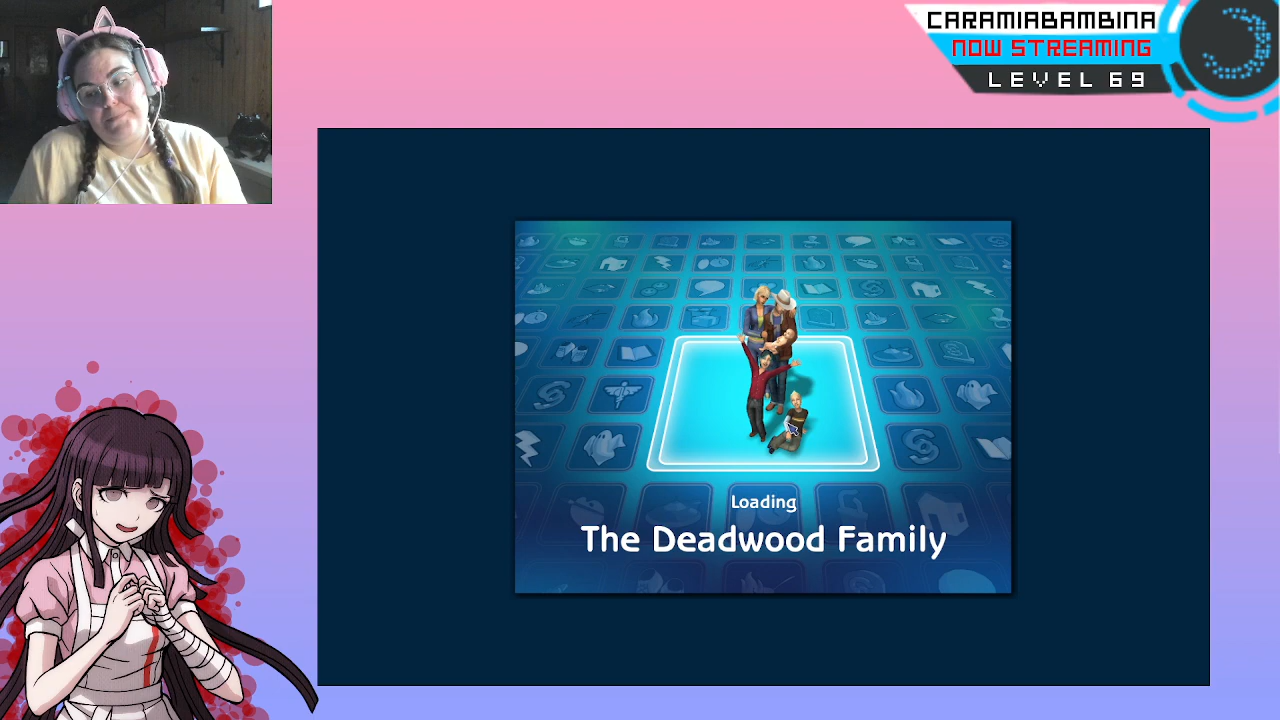 CARAMIABAMBINA
NOW STREAMING
LEVEL 69
Loading
The Deadwood Family